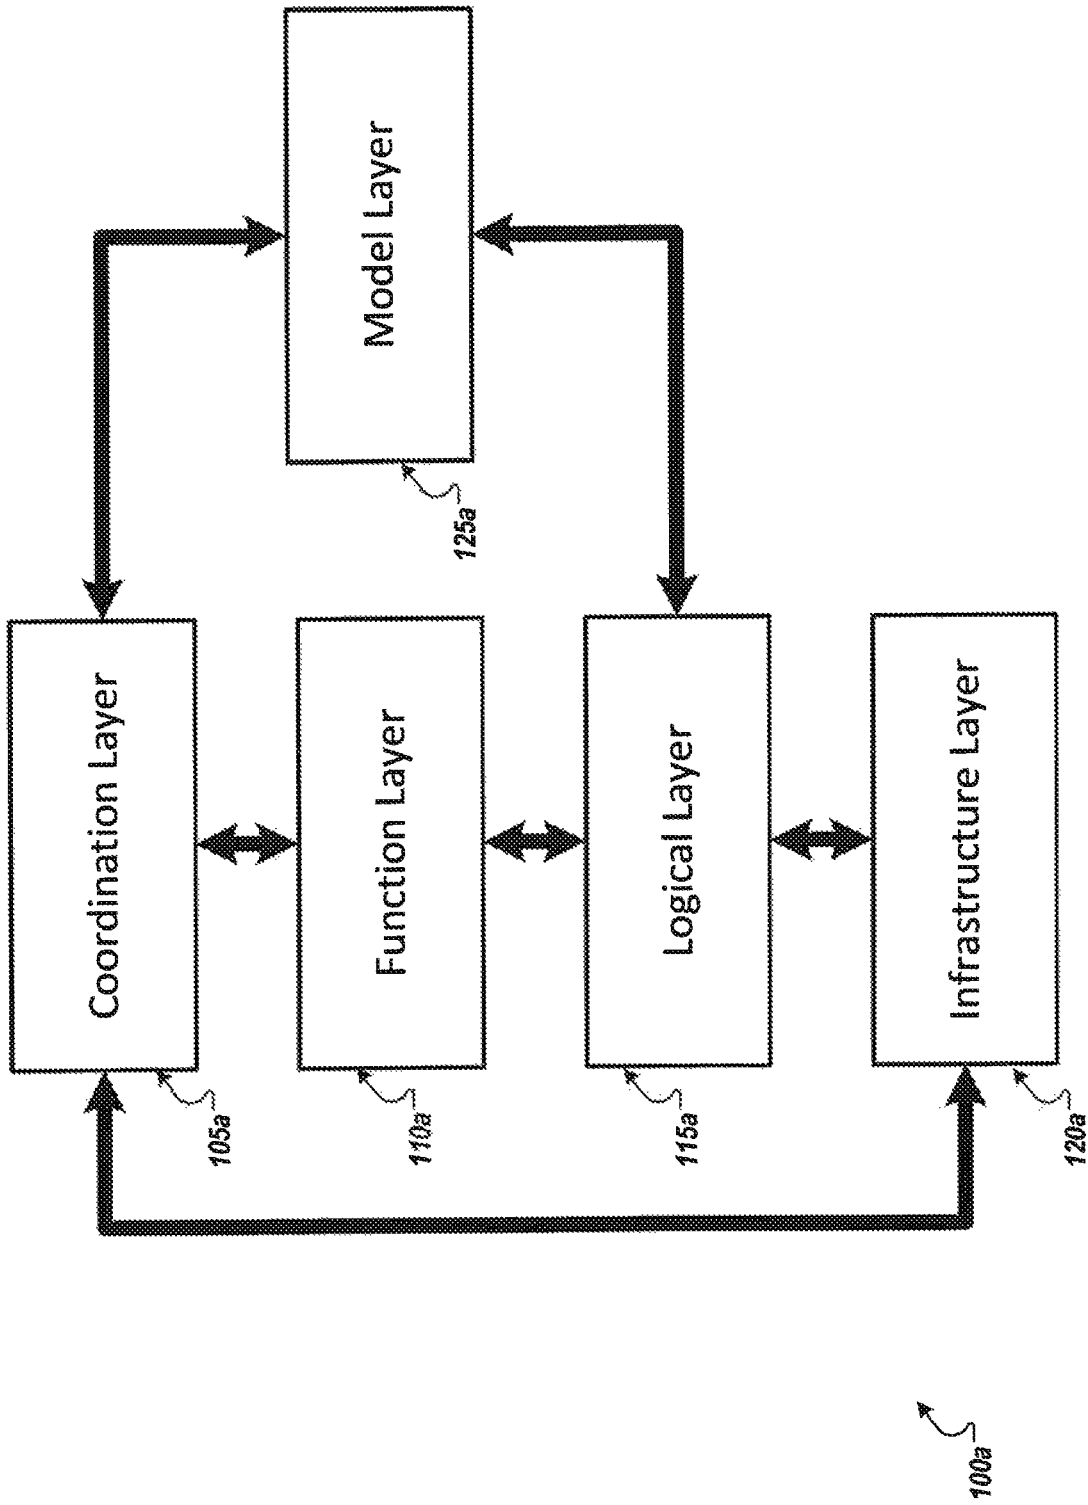 Coordination Layer
105a
Function Layer
110a
Model Layer
125a
Logical Layer
115a
Infrastructure Layer
120a
100a